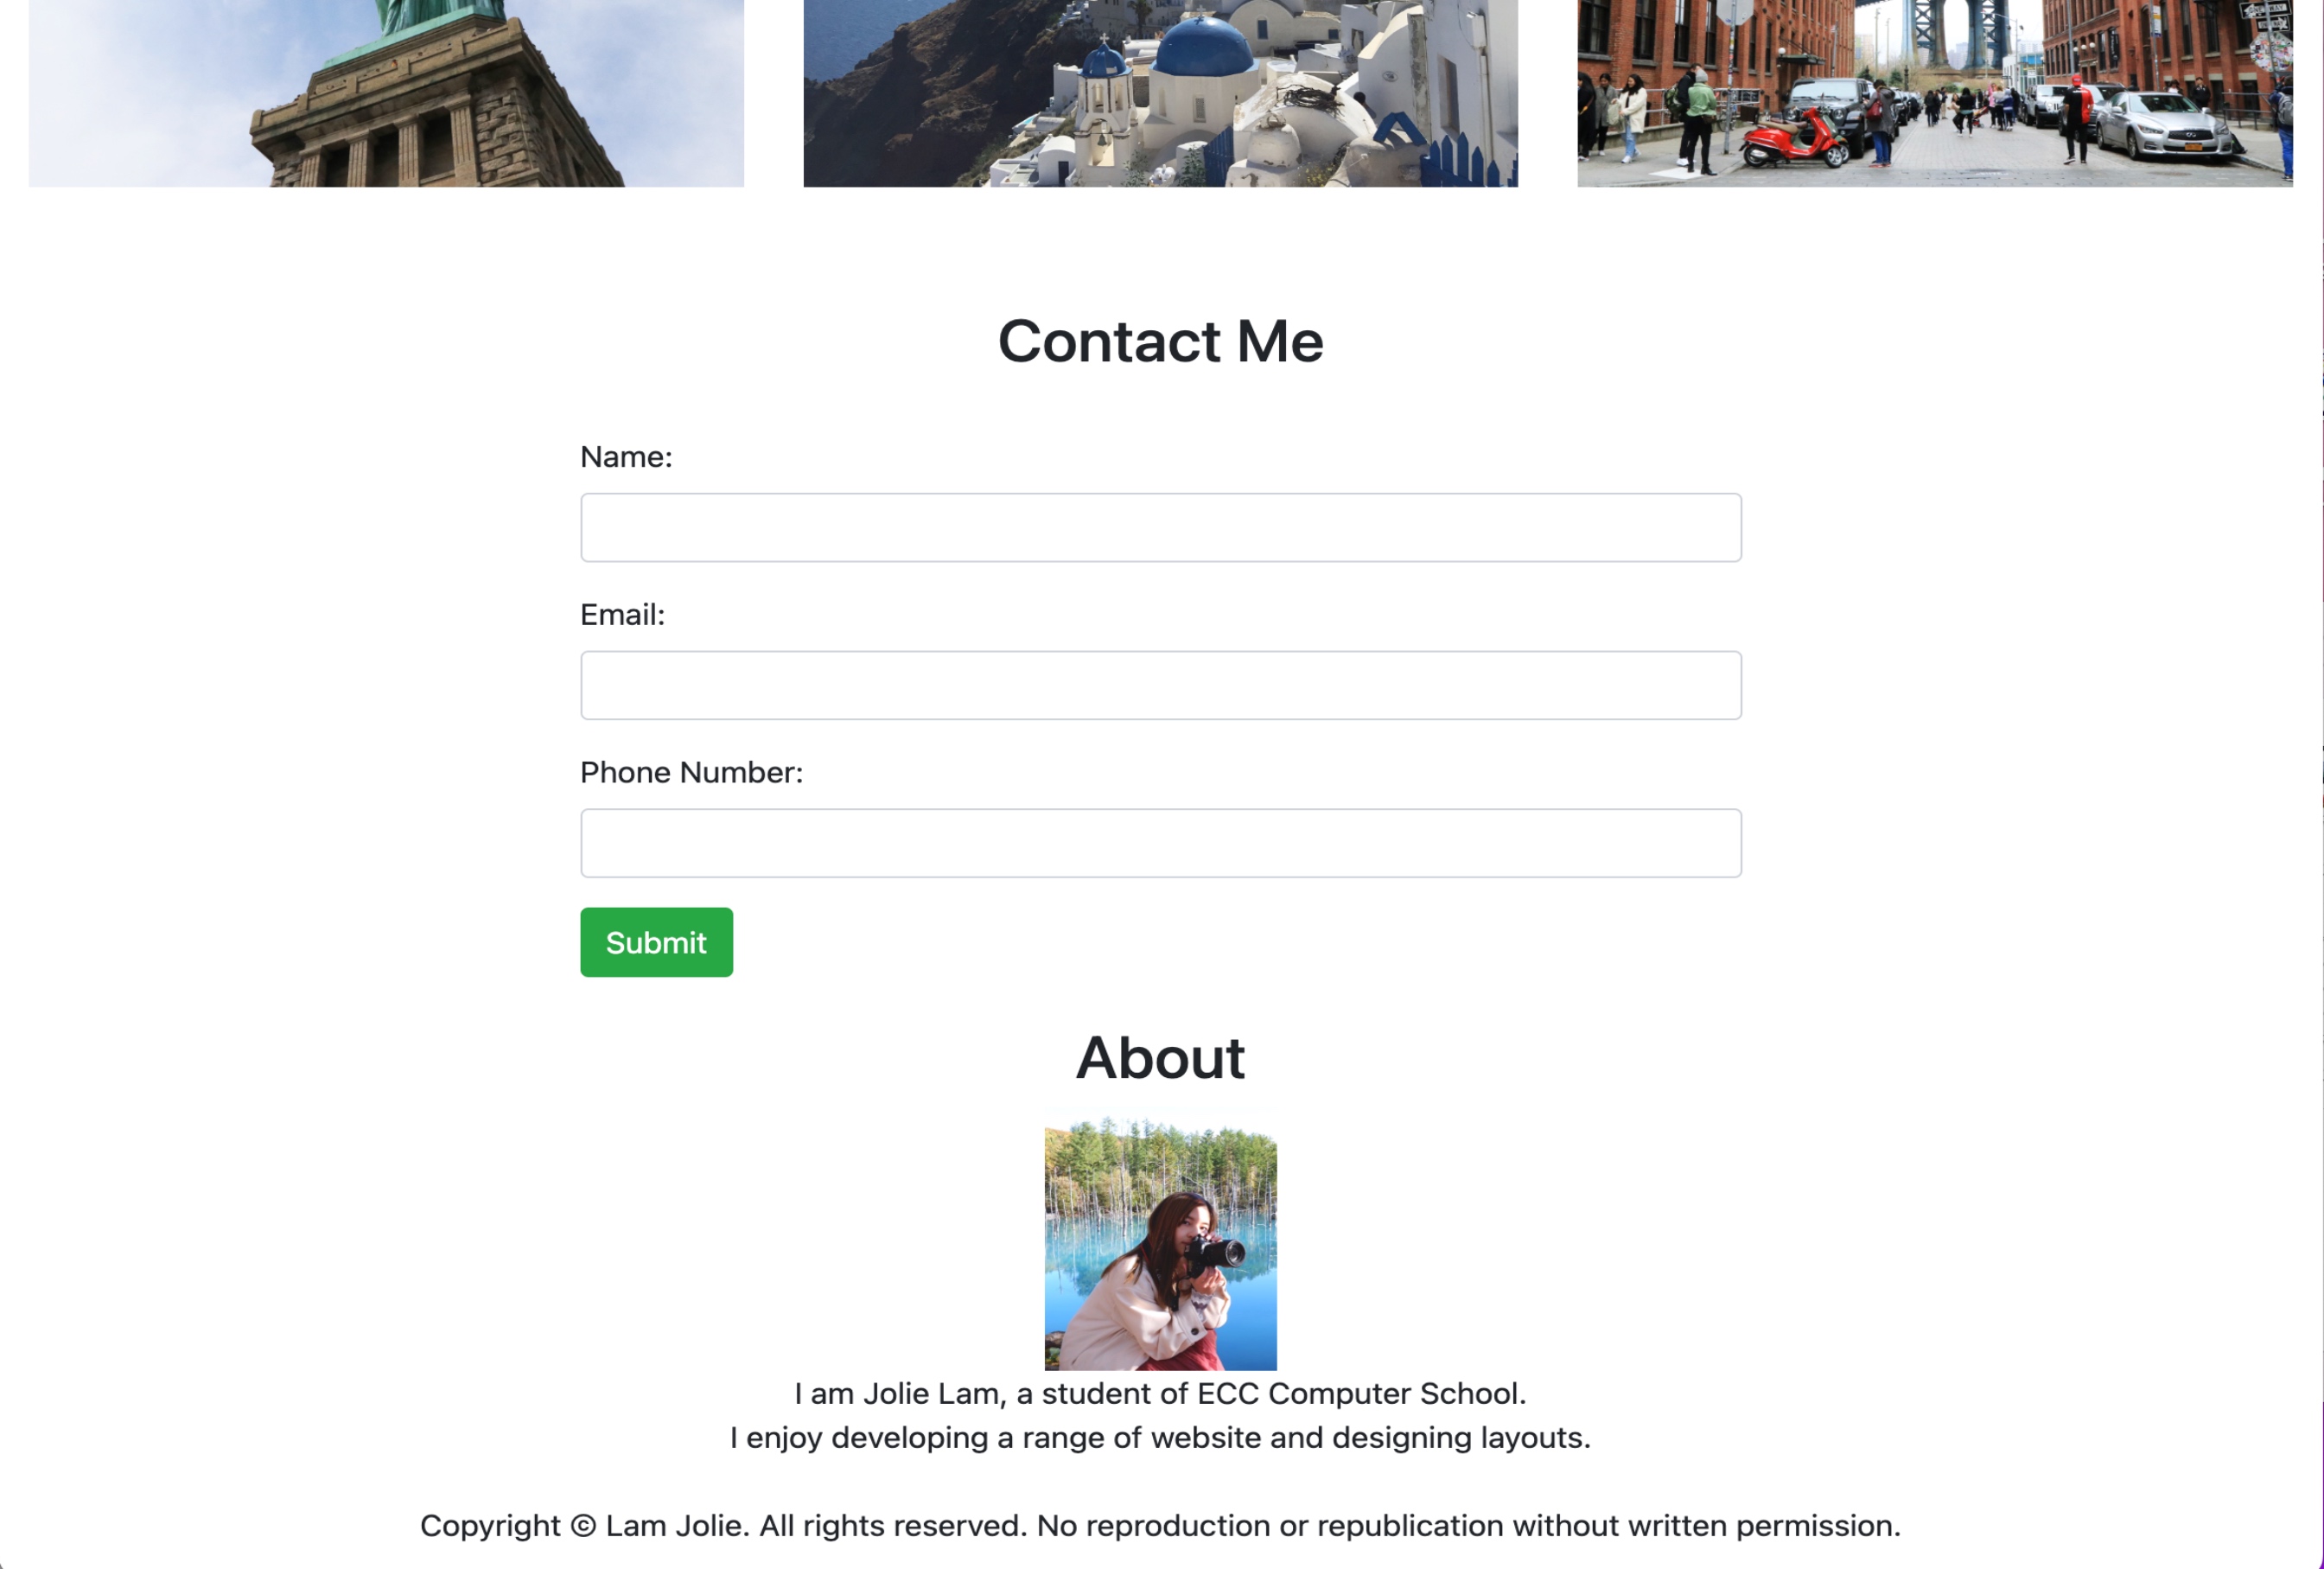 Contact Me
Name:
Email:
Phone Number:
Submit
About
I am Jolie Lam, a student of ECC Computer School.
I enjoy developing a range of website and designing layouts.
Copyright © Lam Jolie. All rights reserved. No reproduction or republication without written permission.